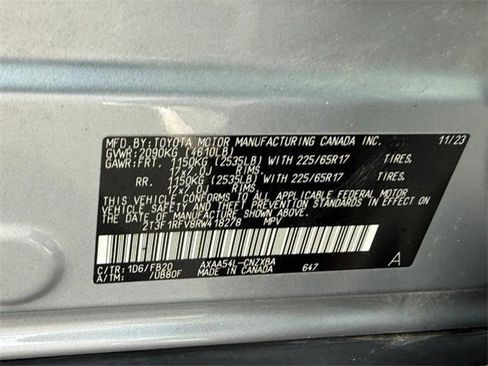 MFD.BY:TOYOTA MOTOR MANUFACTURING CANADA INC. 11/23
GVWR:2090KG (4610LB)
GAWR:FRT. 1150KG (2535LB) WITH 225/65R17 TIRES,
17x7.0J RIMS
RR. 1150KG (2535LB) WITH 225/65R17 TIRES,
17x7.0J RIMS
THIS VEHICLE CONFORMS TO ALL APPLICABLE FEDERAL MOTOR
VEHICLE SAFETY AND THEFT PREVENTION STANDARDS IN EFFECT ON
THE DATE OF MANUFACTURE SHOWN ABOVE.
2T3F1RFV8RW418278 MPV
C/TR:1D6/FB20 AXAA54L-CNZXBA A
A/TM: /UB80F MADE IN CANADA 647